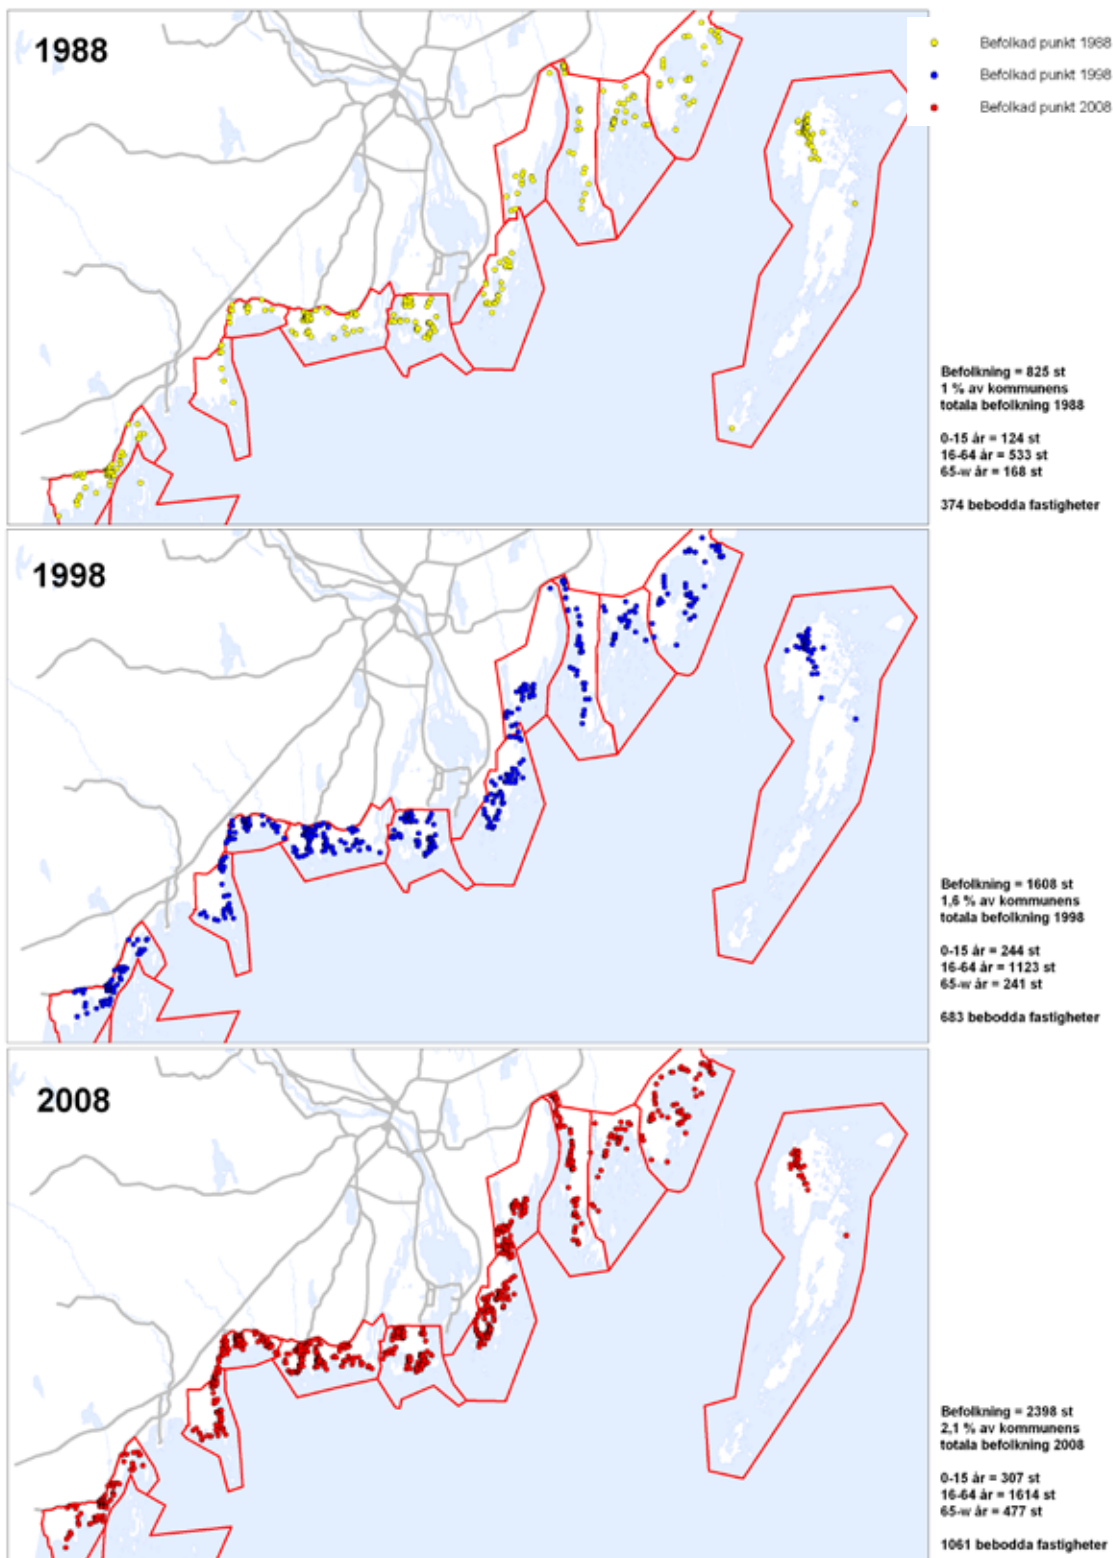 1988
Befolkad punkt 1988
Befolkad punkt 1998
Befolkad punkt 2008
Befolkning = 825 st
1 % av kommunens
totala befolkning 1988
0-15 år = 124 st
16-64 år = 533 st
65-w år = 168 st
374 bebodda fastigheter
1998
Befolkning = 1608 st
1,6 % av kommunens
totala befolkning 1998
0-15 år = 244 st
16-64 år = 1123 st
65-w år = 241 st
683 bebodda fastigheter
2008
Befolkning = 2398 st
2,1 % av kommunens
totala befolkning 2008
0-15 år = 307 st
16-64 år = 1614 st
65-w år = 477 st
1061 bebodda fastigheter